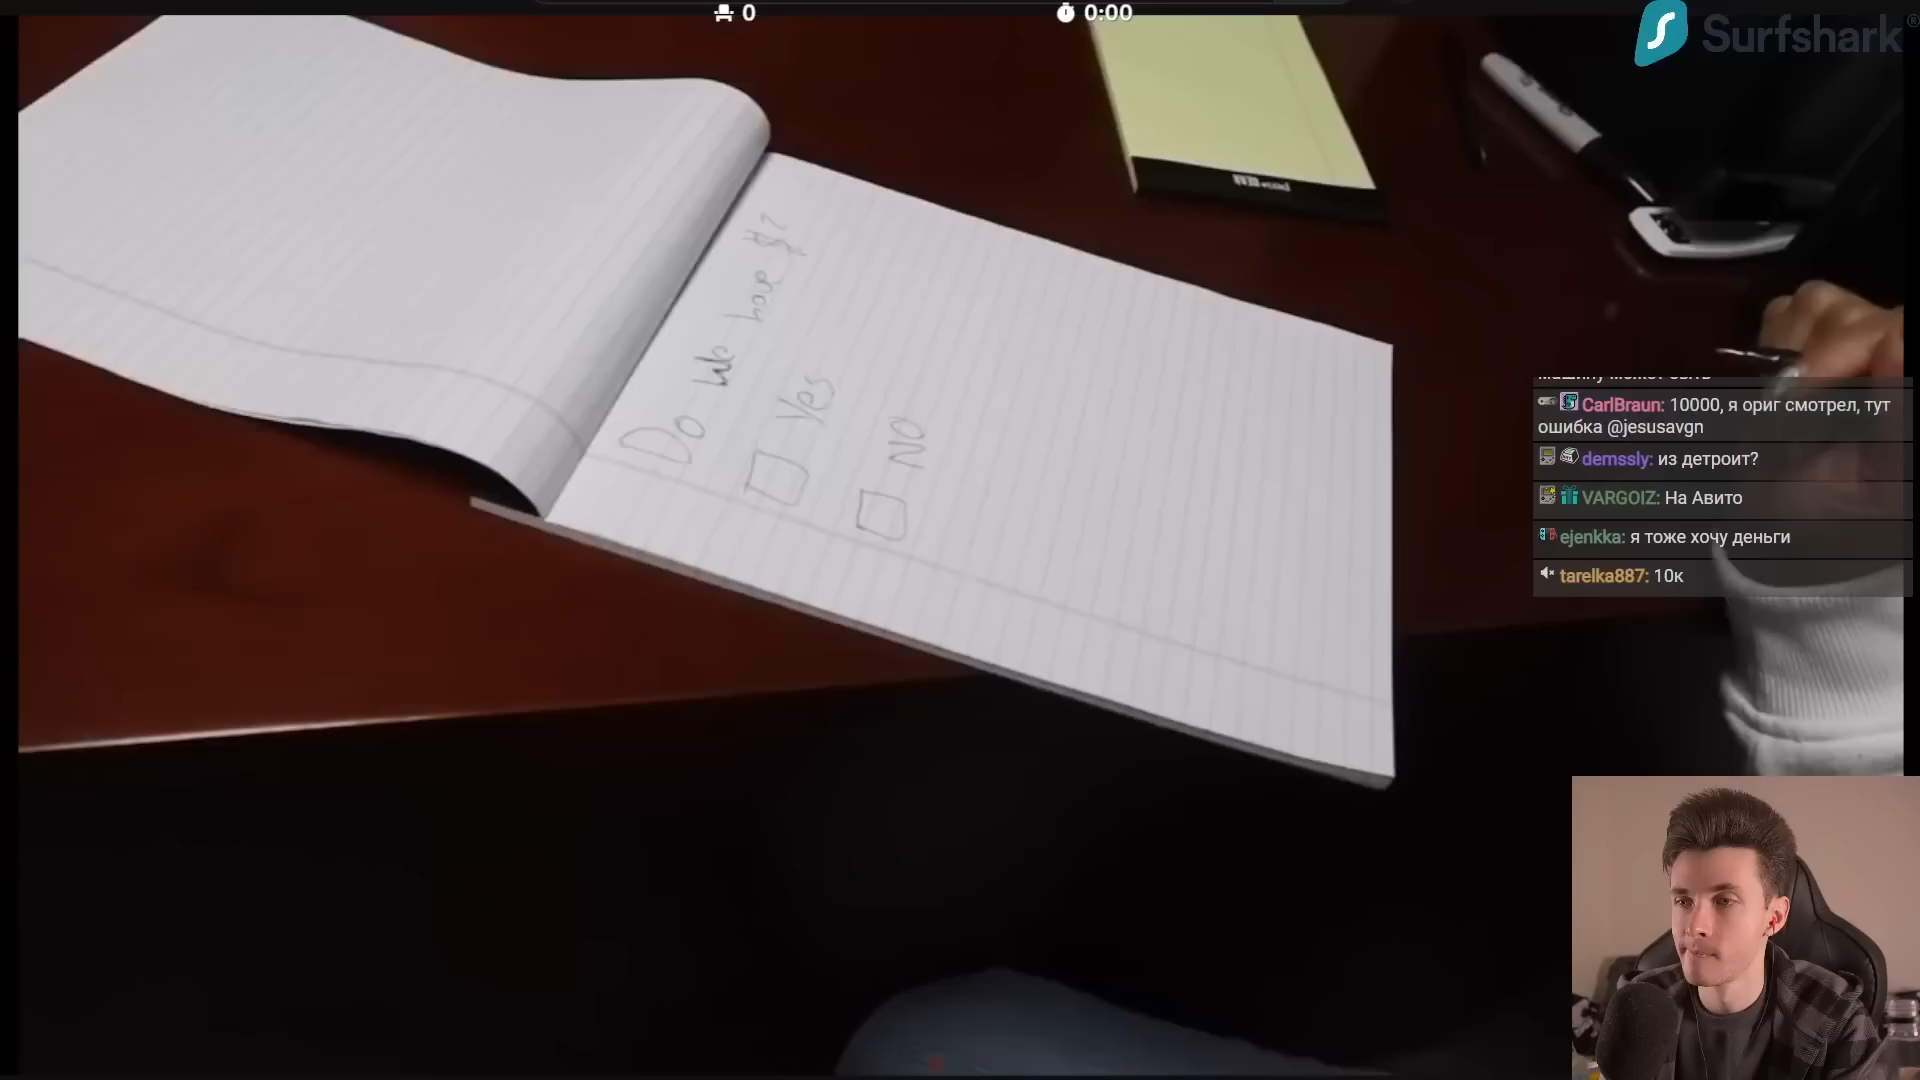 0
0:00
Surfshark®
Do We have $?
Yes
NO
CarlBraun: 10000, я ориг смотрел, тут
ошибка @jesusavgn
demssly: из детроит?
VARGOIZ: На Авито
ejenkka: я тоже хочу деньги
tarelka887: 10к